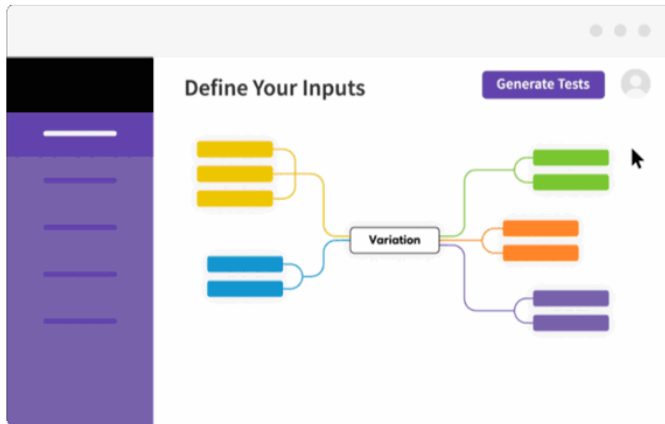 Define Your Inputs
Generate Tests
Variation